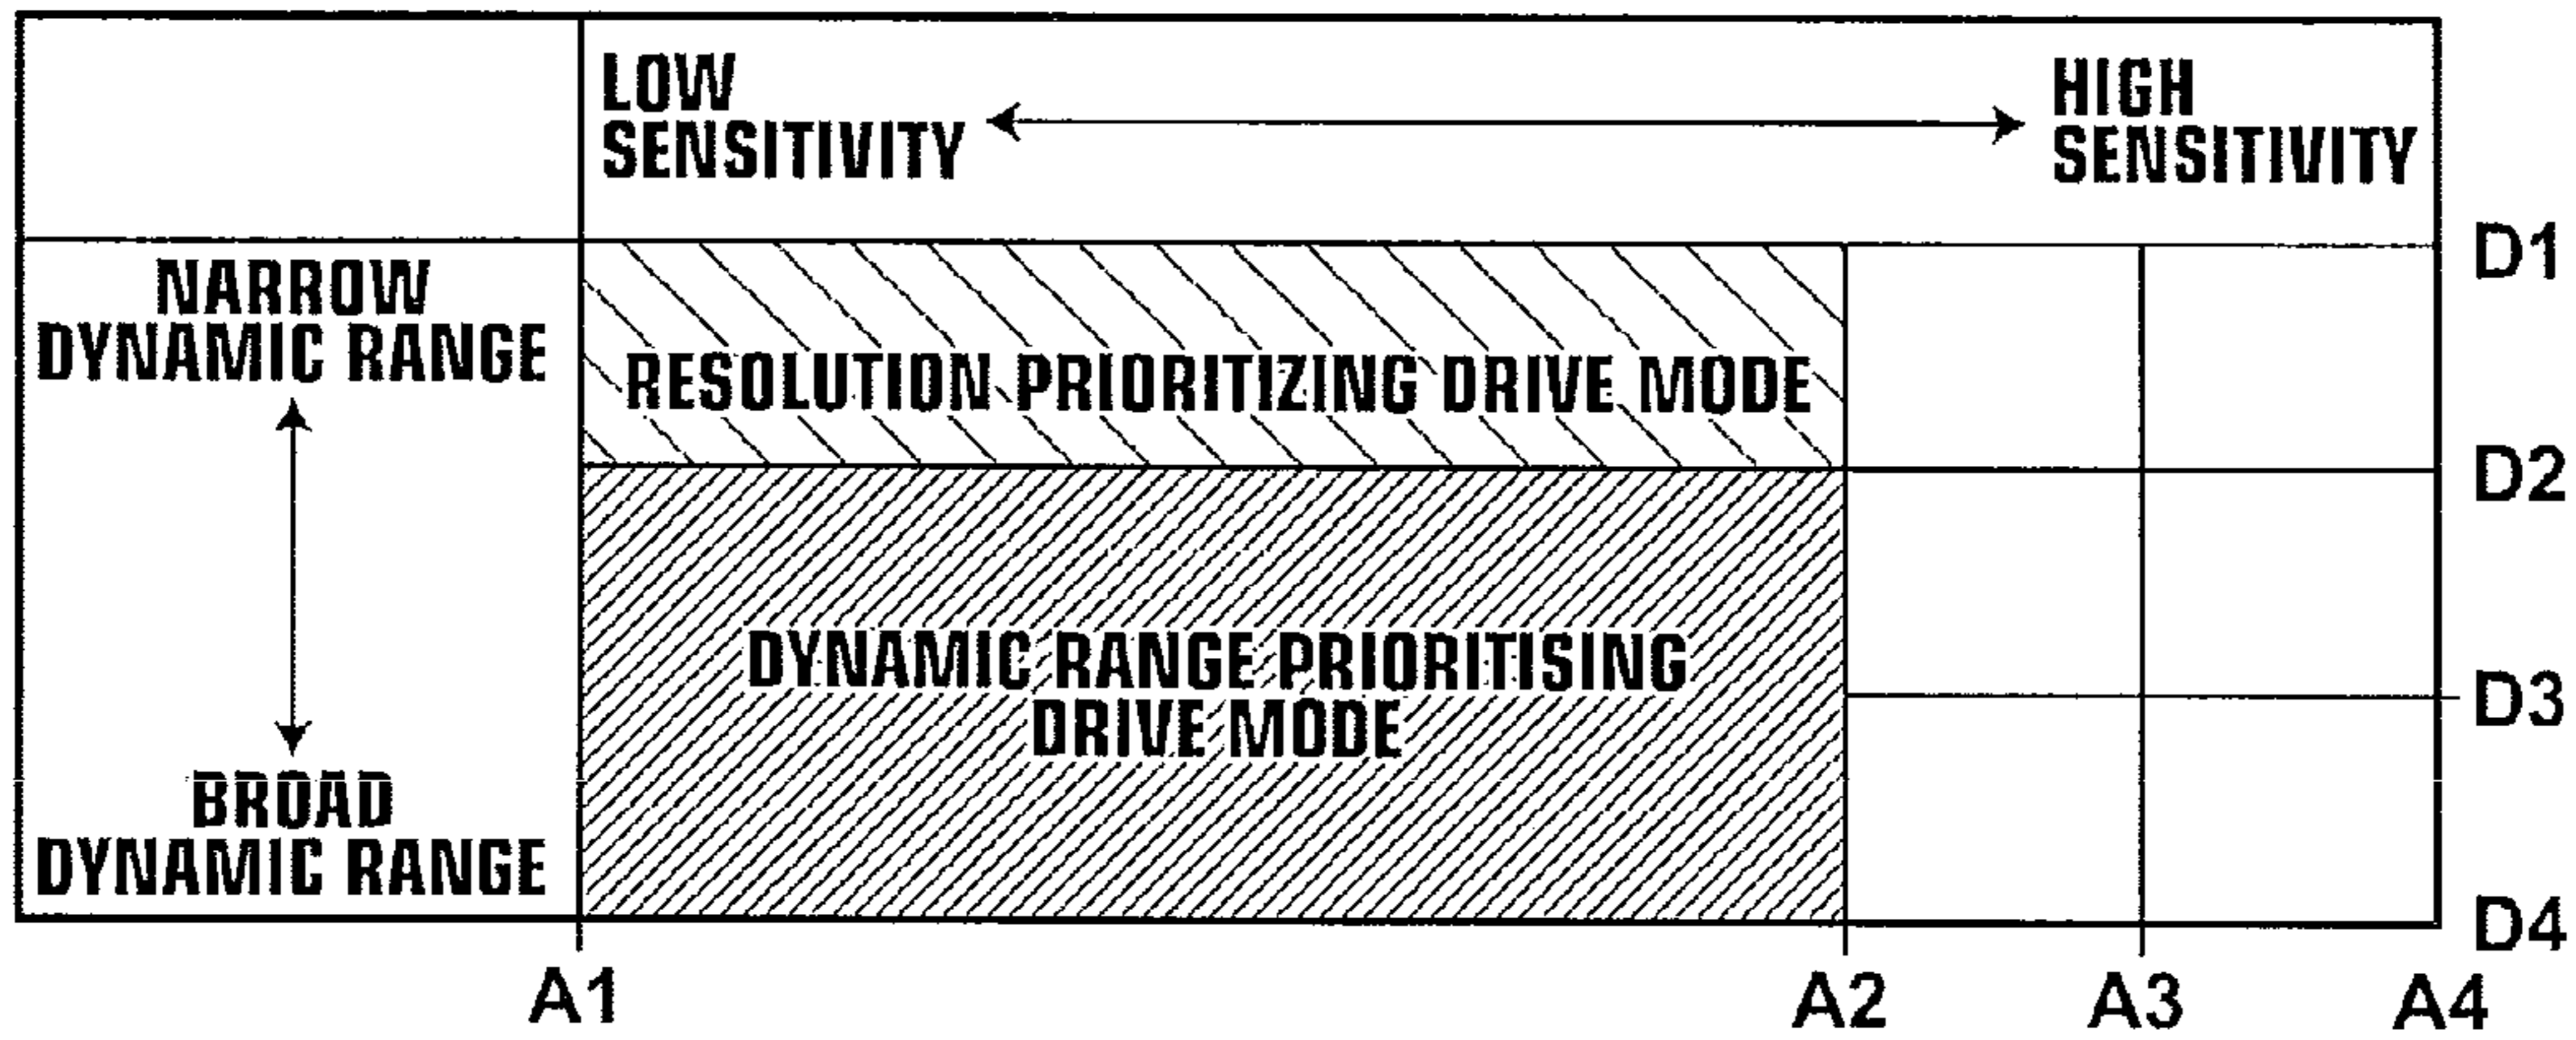 LOW
SENSITIVITY
HIGH
SENSITIVITY
D1
NARROW
DYNAMIC RANGE
RESOLUTION PRIORITIZING DRIVE MODE
D2
DYNAMIC RANGE PRIORITISING
DRIVE MODE
D3
BROAD
DYNAMIC RANGE
D4
A1
A2
A3
A4